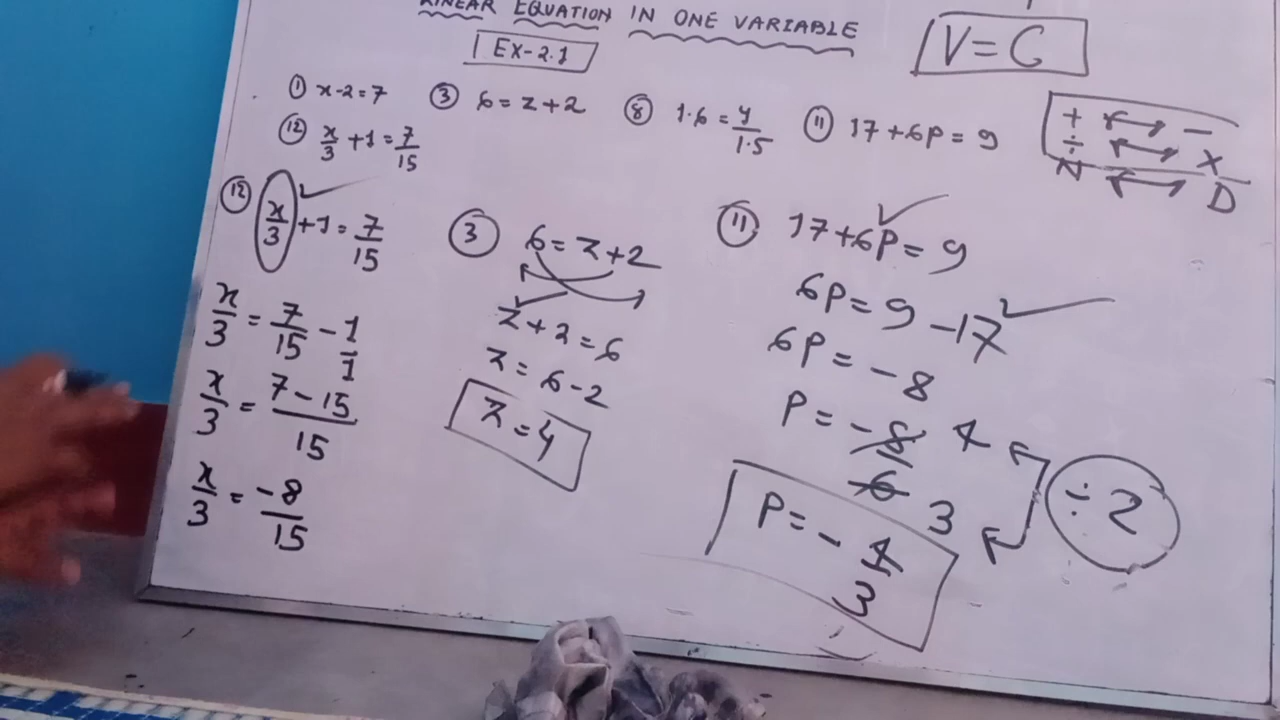 LINEAR EQUATION IN ONE VARIABLE
EX-2.1
V=C
① x-2=7 ③ 6=z+2 ⑧ 1.6=y/1.5 ⑪ 17+6P=9
⑫ x/3+1=7/15
+ ↔ -
÷ ↔ X
N ↔ D
⑫ x/3+1=7/15
x/3=7/15-1/1
x/3=7-15/15
x/3=-8/15
③ 6=z+2
z+2=6
z=6-2
z=4
⑪ 17+6P=9
6P=9-17
6P=-8
P=-8/6 4/3
÷2
P=-4/3